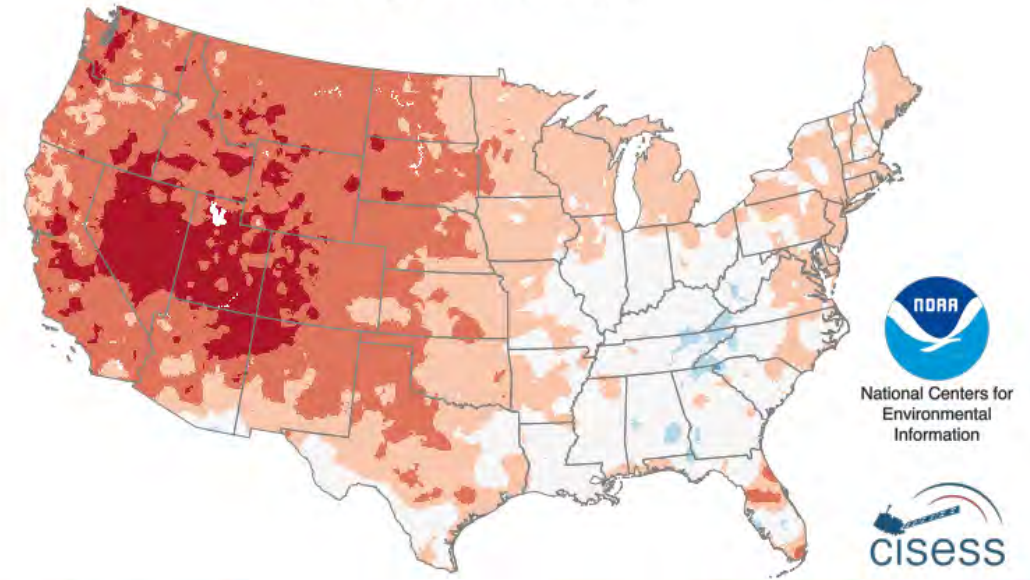 NOAA
National Centers for
Environmental
Information
cisess